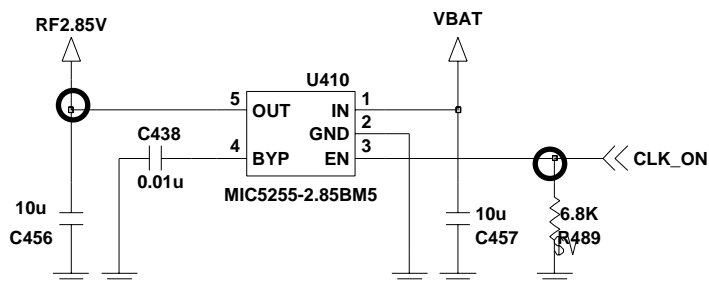 RF2.85V
VBAT
U410
5 OUT IN 1
GND 2
C438
4 BYP EN 3
CLK_ON
0.01u
MIC5255-2.85BM5
10u
C456
10u
C457
6.8K
R489